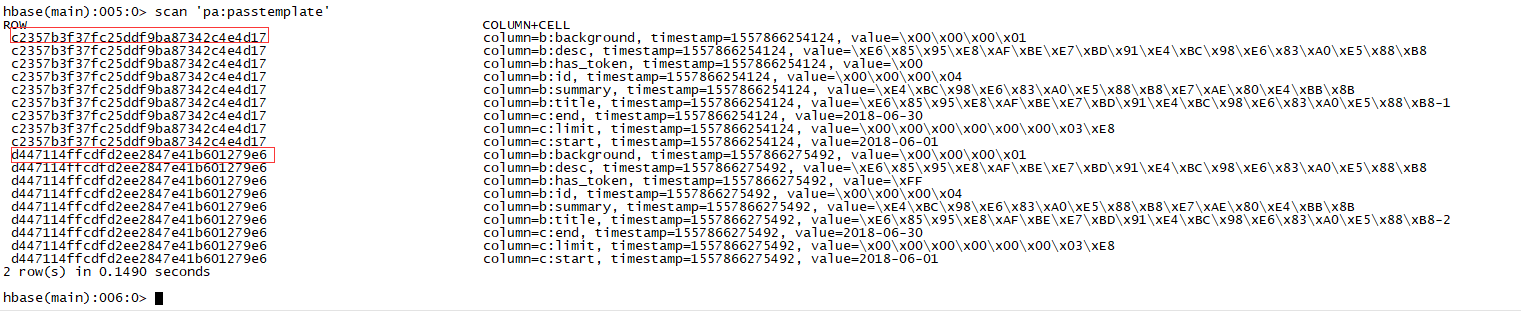 hbase(main):005:0> scan 'pa:passtemplate'
ROW COLUMN+CELL
c2357b3f37fc25ddf9ba87342c4e4d17 column=b:background, timestamp=1557866254124, value=\x00\x00\x00\x01
c2357b3f37fc25ddf9ba87342c4e4d17 column=b:desc, timestamp=1557866254124, value=\xE6\x85\x95\xE8\xAF\xBE\xE7\xBD\x91\xE4\xBC\x98\xE6\x83\xA0\xE5\x88\xB8
c2357b3f37fc25ddf9ba87342c4e4d17 column=b:has_token, timestamp=1557866254124, value=\x00
c2357b3f37fc25ddf9ba87342c4e4d17 column=b:id, timestamp=1557866254124, value=\x00\x00\x00\x04
c2357b3f37fc25ddf9ba87342c4e4d17 column=b:summary, timestamp=1557866254124, value=\xE4\xBC\x98\xE6\x83\xA0\xE5\x88\xB8\xE7\xAE\x80\xE4\xBB\x8B
c2357b3f37fc25ddf9ba87342c4e4d17 column=b:title, timestamp=1557866254124, value=\xE6\x85\x95\xE8\xAF\xBE\xE7\xBD\x91\xE4\xBC\x98\xE6\x83\xA0\xE5\x88\xB8-1
c2357b3f37fc25ddf9ba87342c4e4d17 column=c:end, timestamp=1557866254124, value=2018-06-30
c2357b3f37fc25ddf9ba87342c4e4d17 column=c:limit, timestamp=1557866254124, value=\x00\x00\x00\x00\x00\x00\x03\xE8
c2357b3f37fc25ddf9ba87342c4e4d17 column=c:start, timestamp=1557866254124, value=2018-06-01
d447114ffcdfd2ee2847e41b601279e6 column=b:background, timestamp=1557866275492, value=\x00\x00\x00\x01
d447114ffcdfd2ee2847e41b601279e6 column=b:desc, timestamp=1557866275492, value=\xE6\x85\x95\xE8\xAF\xBE\xE7\xBD\x91\xE4\xBC\x98\xE6\x83\xA0\xE5\x88\xB8
d447114ffcdfd2ee2847e41b601279e6 column=b:has_token, timestamp=1557866275492, value=\xFF
d447114ffcdfd2ee2847e41b601279e6 column=b:id, timestamp=1557866275492, value=\x00\x00\x00\x04
d447114ffcdfd2ee2847e41b601279e6 column=b:summary, timestamp=1557866275492, value=\xE4\xBC\x98\xE6\x83\xA0\xE5\x88\xB8\xE7\xAE\x80\xE4\xBB\x8B
d447114ffcdfd2ee2847e41b601279e6 column=b:title, timestamp=1557866275492, value=\xE6\x85\x95\xE8\xAF\xBE\xE7\xBD\x91\xE4\xBC\x98\xE6\x83\xA0\xE5\x88\xB8-2
d447114ffcdfd2ee2847e41b601279e6 column=c:end, timestamp=1557866275492, value=2018-06-30
d447114ffcdfd2ee2847e41b601279e6 column=c:limit, timestamp=1557866275492, value=\x00\x00\x00\x00\x00\x00\x03\xE8
d447114ffcdfd2ee2847e41b601279e6 column=c:start, timestamp=1557866275492, value=2018-06-01
2 row(s) in 0.1490 seconds
hbase(main):006:0>